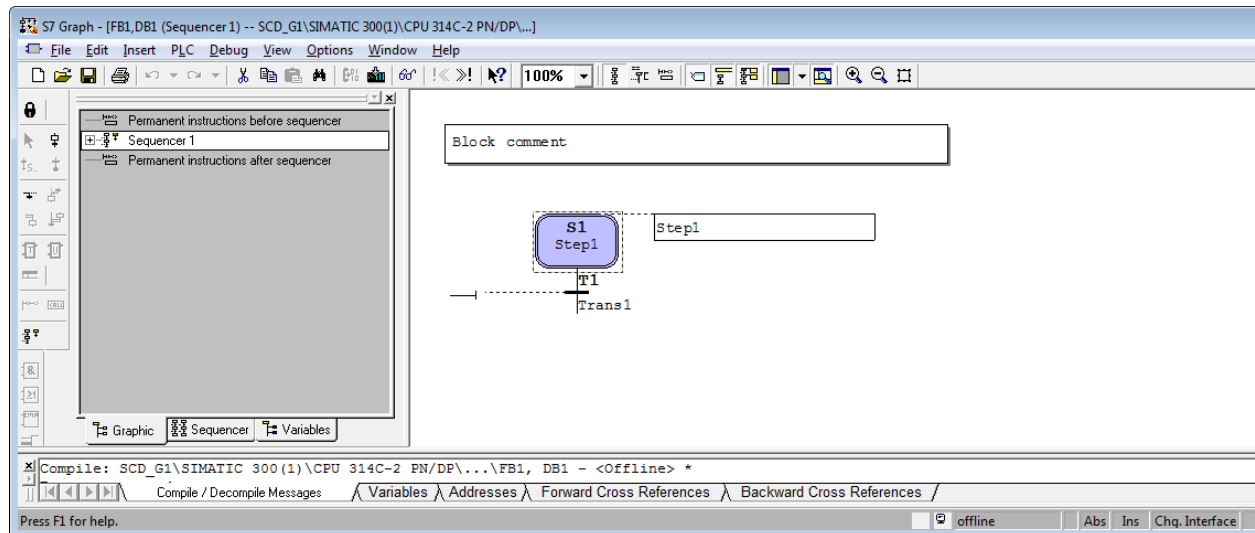 S7 Graph - [FB1,DB1 (Sequencer 1) -- SCD_G1\SIMATIC 300(1)\CPU 314C-2 PN/DP\...]
File Edit Insert PLC Debug View Options Window Help
100%
Permanent instructions before sequencer
Sequencer 1
Permanent instructions after sequencer
Block comment
S1
Step1
Step1
T1
Trans1
Graphic Sequencer Variables
Compile: SCD_G1\SIMATIC 300(1)\CPU 314C-2 PN/DP\...\FB1, DB1 - <Offline> *
Compile / Decompile Messages Variables Addresses Forward Cross References Backward Cross References
Press F1 for help. offline Abs Ins Chg. Interface